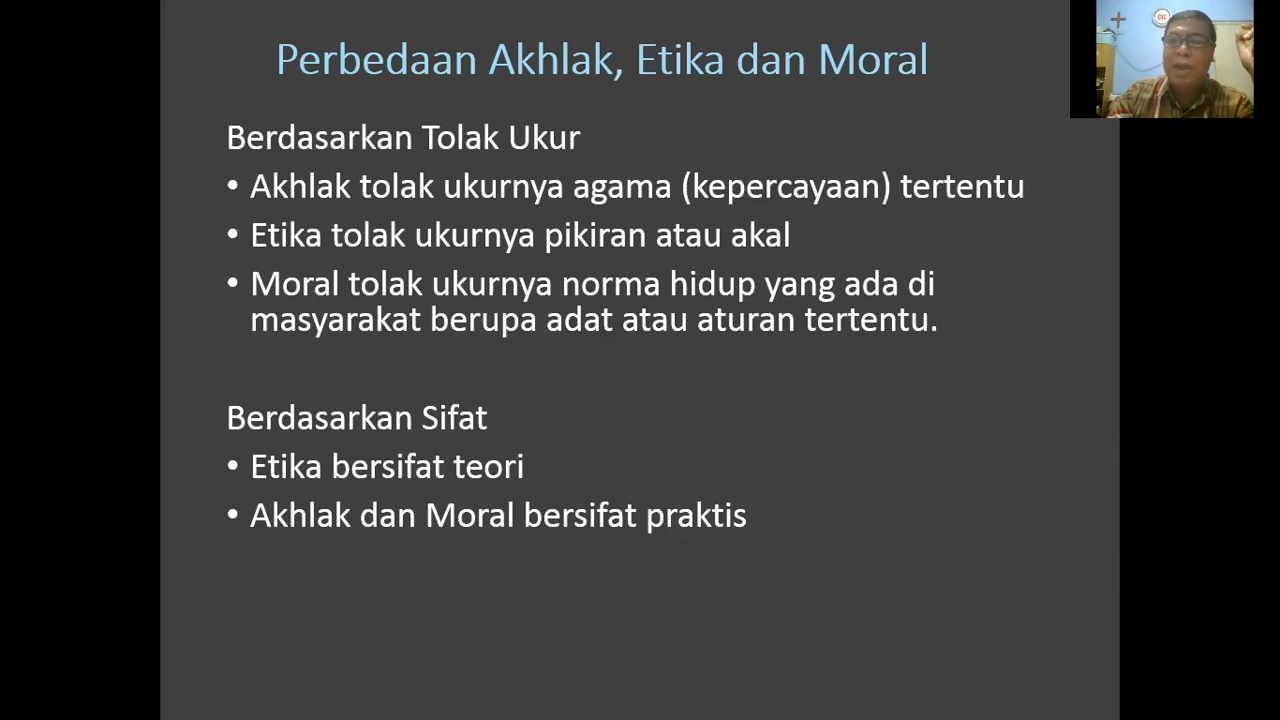 Perbedaan Akhlak, Etika dan Moral
Berdasarkan Tolak Ukur
• Akhlak tolak ukurnya agama (kepercayaan) tertentu
• Etika tolak ukurnya pikiran atau akal
• Moral tolak ukurnya norma hidup yang ada di
masyarakat berupa adat atau aturan tertentu.
Berdasarkan Sifat
• Etika bersifat teori
• Akhlak dan Moral bersifat praktis